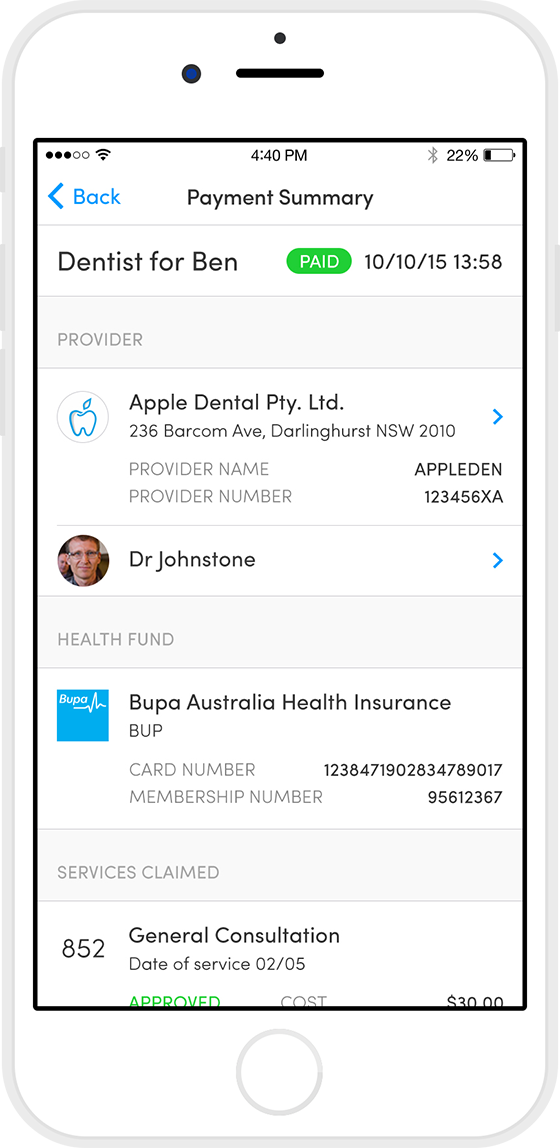 4:40 PM
22%
Back
Payment Summary
Dentist for Ben
PAID
10/10/15 13:58
PROVIDER
Apple Dental Pty. Ltd.
236 Barcom Ave, Darlinghurst NSW 2010
PROVIDER NAME APPLEDEN
PROVIDER NUMBER 123456XA
Dr Johnstone
HEALTH FUND
Bupa
Bupa Australia Health Insurance
BUP
CARD NUMBER 1238471902834789017
MEMBERSHIP NUMBER 95612367
SERVICES CLAIMED
852
General Consultation
Date of service 02/05
APPROVED COST $30.00